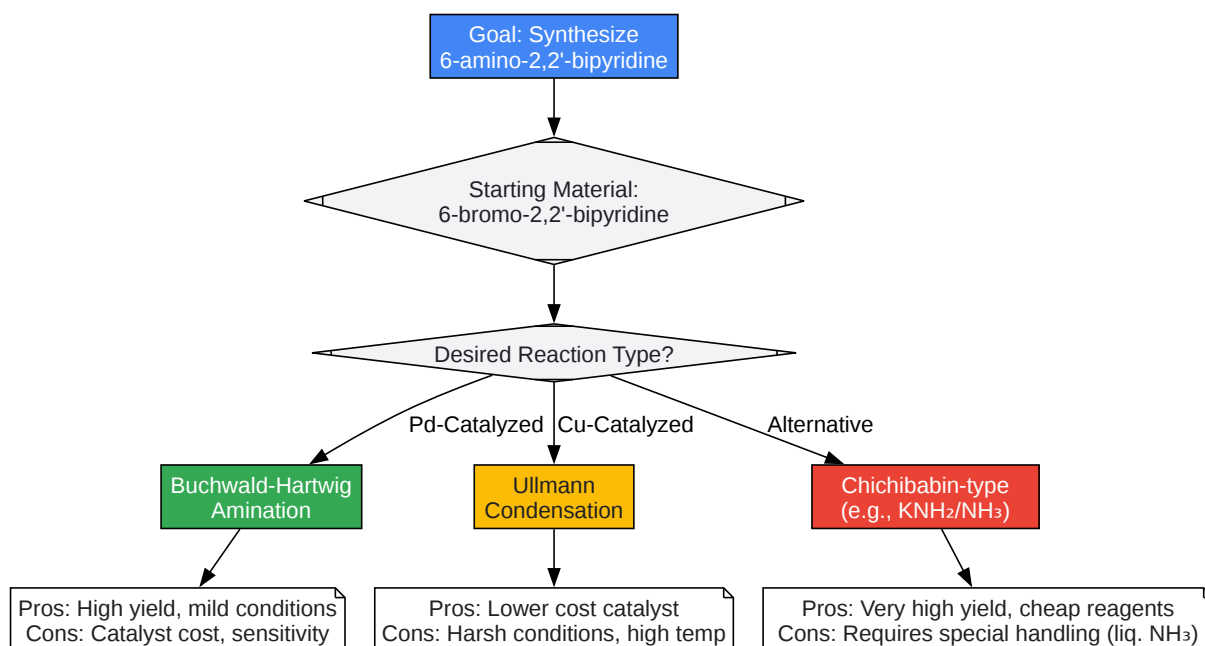 Goal: Synthesize
6-amino-2,2'-bipyridine
Starting Material:
6-bromo-2,2'-bipyridine
Desired Reaction Type?
Pd-Catalyzed
Cu-Catalyzed
Alternative
Buchwald-Hartwig
Amination
Ullmann
Condensation
Chichibabin-type
(e.g., KNH₂/NH₃)
Pros: High yield, mild conditions
Cons: Catalyst cost, sensitivity
Pros: Lower cost catalyst
Cons: Harsh conditions, high temp
Pros: Very high yield, cheap reagents
Cons: Requires special handling (liq. NH₃)